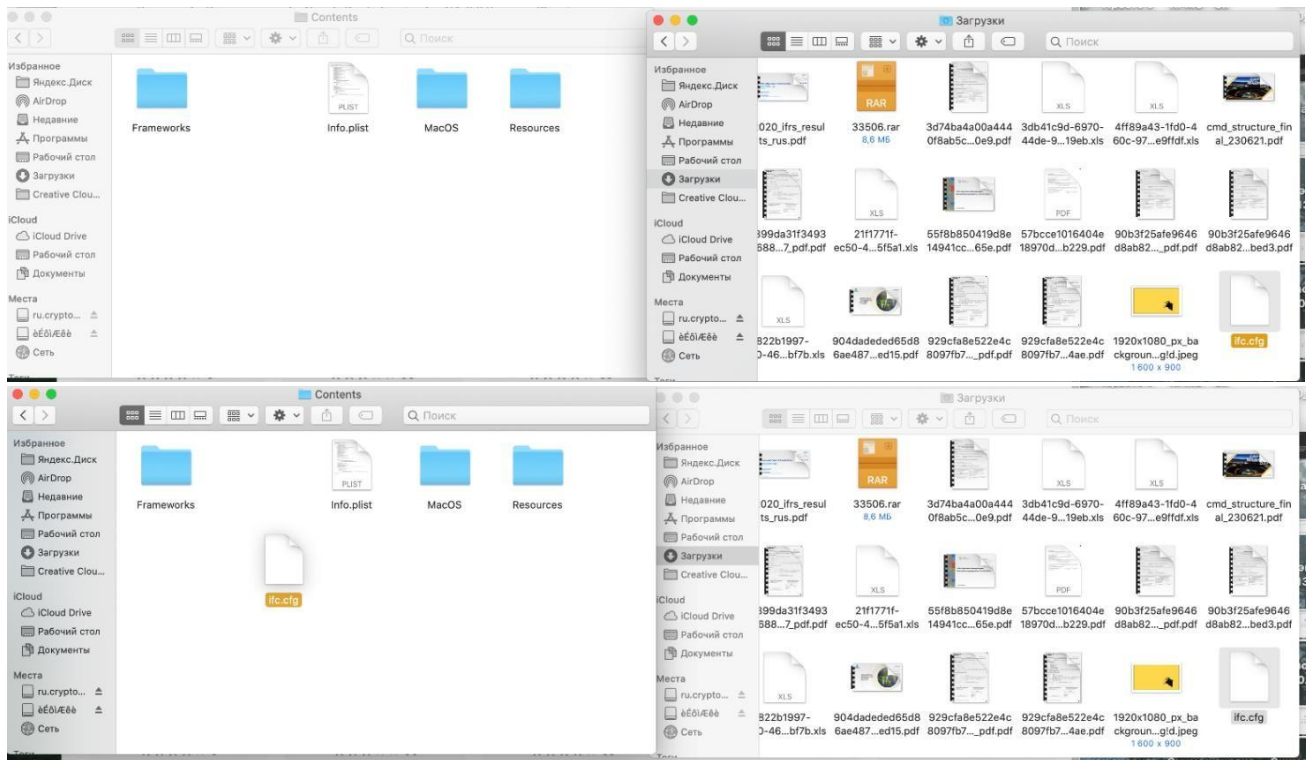 Contents
Поиск
Избранное
Яндекс.Диск
AirDrop
Недавние
Программы
Рабочий стол
Загрузки
Creative Clou...
iCloud
iCloud Drive
Рабочий стол
Документы
Места
ru.crypto...
èÉôìÆêè
Сеть
Теги
Frameworks
PLIST
Info.plist
MacOS
Resources
Загрузки
Поиск
Избранное
Яндекс.Диск
AirDrop
Недавние
Программы
Рабочий стол
Загрузки
Creative Clou...
iCloud
iCloud Drive
Рабочий стол
Документы
Места
ru.crypto...
èÉôìÆêè
Сеть
Теги
RAR
XLS
XLS
020_ifrs_resul
ts_rus.pdf
33506.rar
8,6 МБ
3d74ba4a00a444
0f8ab5c...0e9.pdf
3db41c9d-6970-
44de-9...19eb.xls
4ff89a43-1fd0-4
60c-97...e9ffdf.xls
cmd_structure_fin
al_230621.pdf
XLS
PDF
399da31f3493
588...7_pdf.pdf
21f1771f-
ec50-4...5f5a1.xls
55f8b850419d8e
14941cc...65e.pdf
57bcce1016404e
18970d...b229.pdf
90b3f25afe9646
d8ab82..._pdf.pdf
90b3f25afe9646
d8ab82...bed3.pdf
XLS
822b1997-
0-46...bf7b.xls
904dadeded65d8
6ae487...ed15.pdf
929cfa8e522e4c
8097fb7..._pdf.pdf
929cfa8e522e4c
8097fb7...4ae.pdf
1920x1080_px_ba
ckgroun...g!d.jpeg
1 600 x 900
ifc.cfg
Contents
Поиск
Избранное
Яндекс.Диск
AirDrop
Недавние
Программы
Рабочий стол
Загрузки
Creative Clou...
iCloud
iCloud Drive
Рабочий стол
Документы
Места
ru.crypto...
èÉôìÆêè
Сеть
Frameworks
PLIST
Info.plist
MacOS
Resources
ifc.cfg
Загрузки
Поиск
Избранное
Яндекс.Диск
AirDrop
Недавние
Программы
Рабочий стол
Загрузки
Creative Clou...
iCloud
iCloud Drive
Рабочий стол
Документы
Места
ru.crypto...
èÉôìÆêè
Сеть
RAR
XLS
XLS
020_ifrs_resul
ts_rus.pdf
33506.rar
8,6 МБ
3d74ba4a00a444
0f8ab5c...0e9.pdf
3db41c9d-6970-
44de-9...19eb.xls
4ff89a43-1fd0-4
60c-97...e9ffdf.xls
cmd_structure_fin
al_230621.pdf
XLS
PDF
399da31f3493
588...7_pdf.pdf
21f1771f-
ec50-4...5f5a1.xls
55f8b850419d8e
14941cc...65e.pdf
57bcce1016404e
18970d...b229.pdf
90b3f25afe9646
d8ab82..._pdf.pdf
90b3f25afe9646
d8ab82...bed3.pdf
XLS
822b1997-
0-46...bf7b.xls
904dadeded65d8
6ae487...ed15.pdf
929cfa8e522e4c
8097fb7..._pdf.pdf
929cfa8e522e4c
8097fb7...4ae.pdf
1920x1080_px_ba
ckgroun...g!d.jpeg
1 600 x 900
ifc.cfg